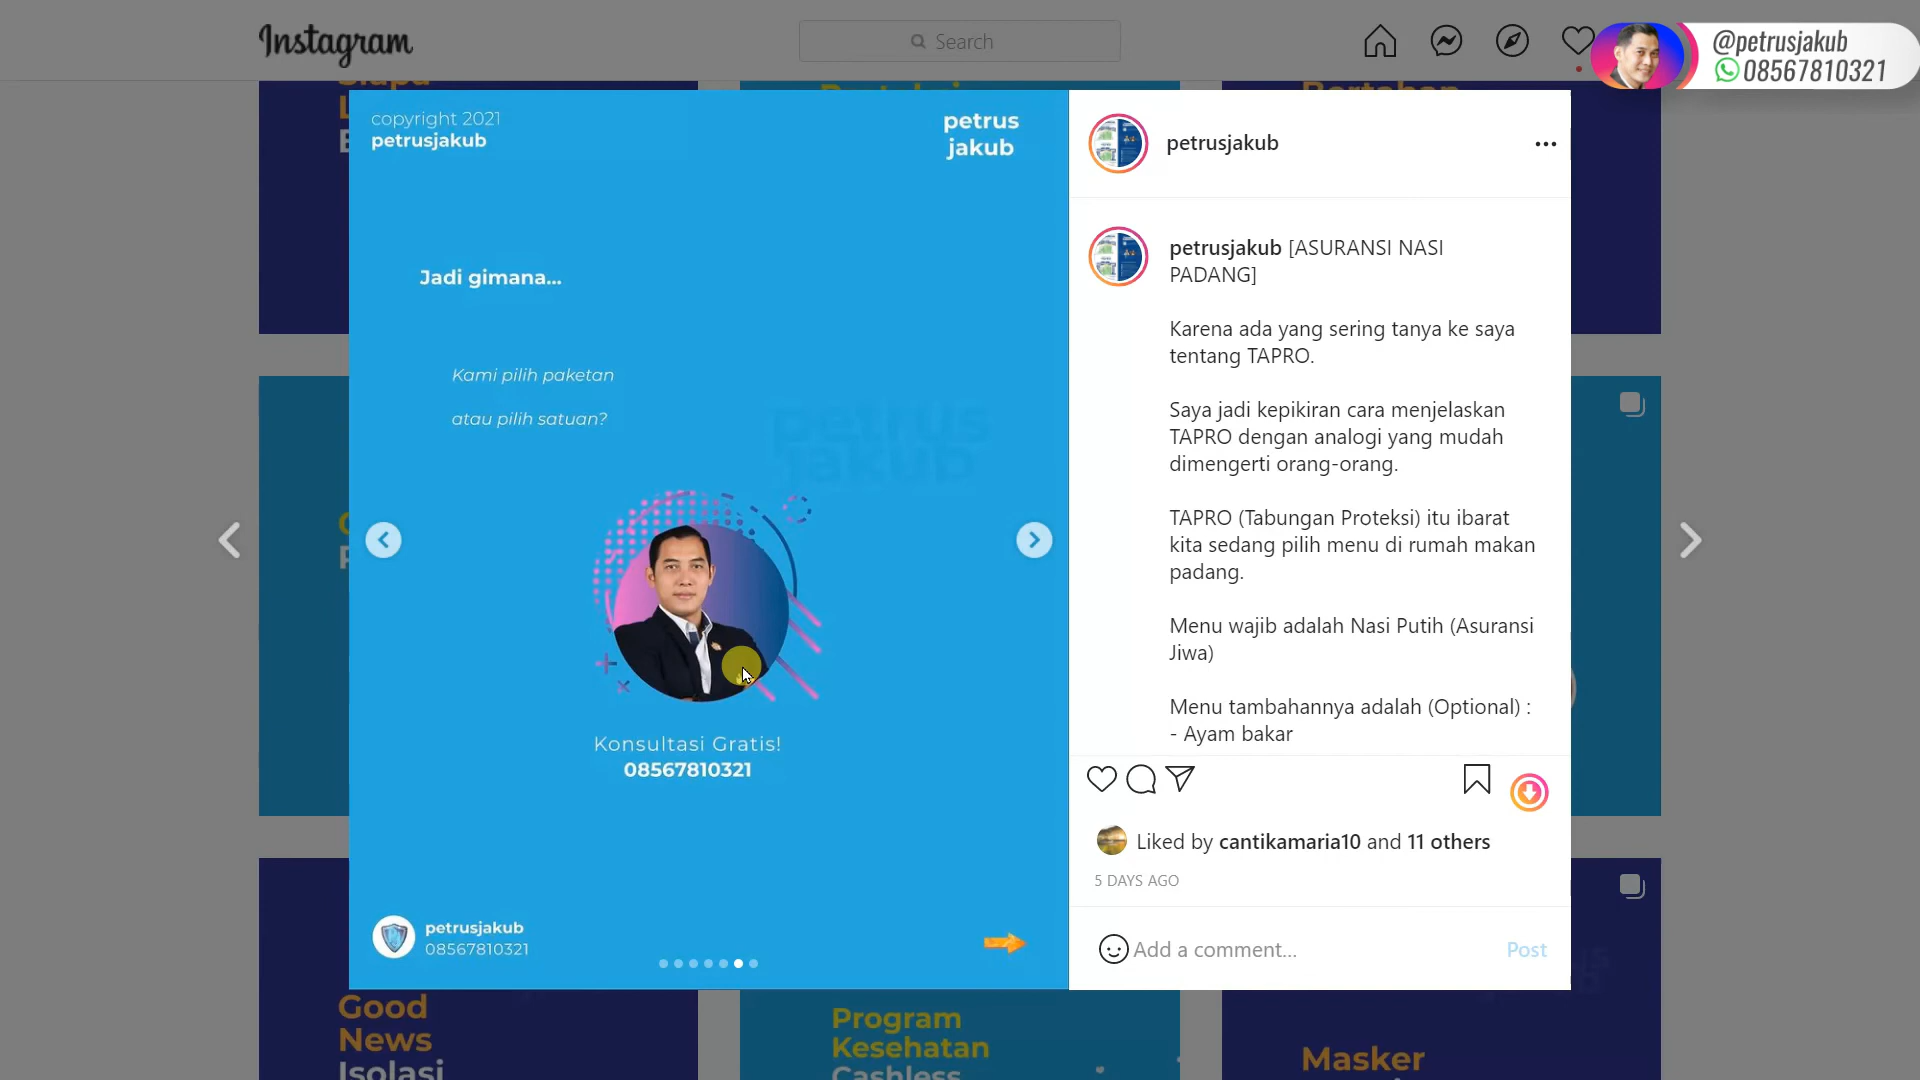 Instagram
Search
@petrusjakub
08567810321
copyright 2021
petrusjakub
petrus
jakub
Jadi gimana...
Kami pilih paketan
atau pilih satuan?
petrus
jakub
Konsultasi Gratis!
08567810321
petrusjakub
08567810321
petrusjakub
petrusjakub [ASURANSI NASI
PADANG]
Karena ada yang sering tanya ke saya
tentang TAPRO.
Saya jadi kepikiran cara menjelaskan
TAPRO dengan analogi yang mudah
dimengerti orang-orang.
TAPRO (Tabungan Proteksi) itu ibarat
kita sedang pilih menu di rumah makan
padang.
Menu wajib adalah Nasi Putih (Asuransi
Jiwa)
Menu tambahannya adalah (Optional) :
- Ayam bakar
Liked by cantikamaria10 and 11 others
5 DAYS AGO
Add a comment...
Post
Good
News
Isolasi
Program
Kesehatan
Cashless
Masker